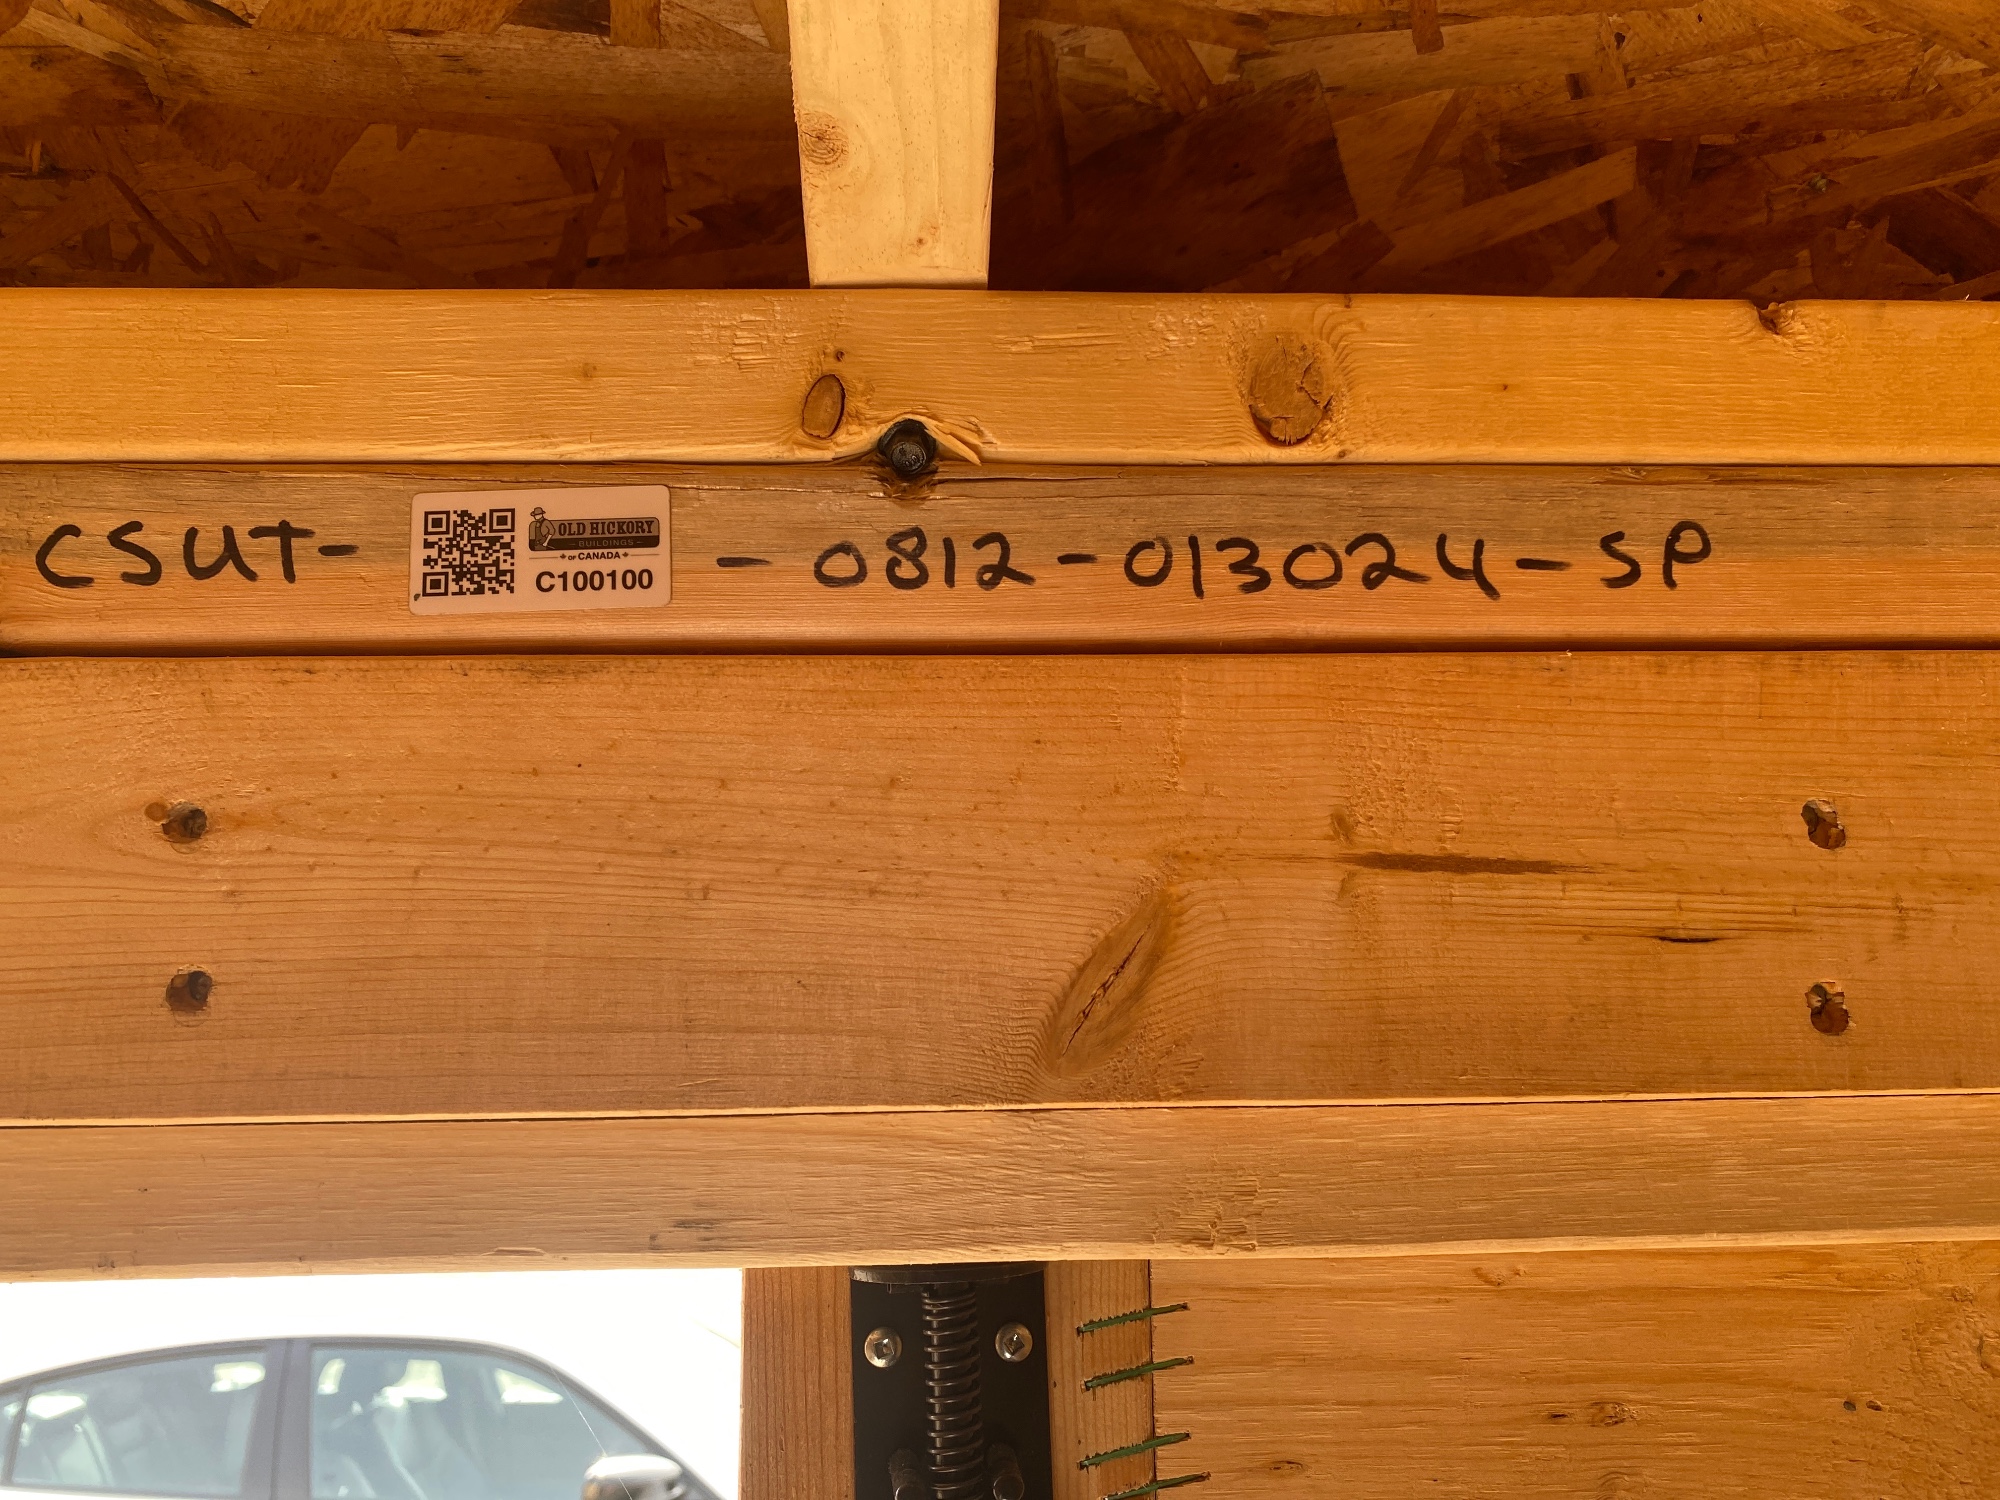 CSUT-
OLD HICKORY
BUILDINGS
OF CANADA
C100100
- 0812-013024-SP